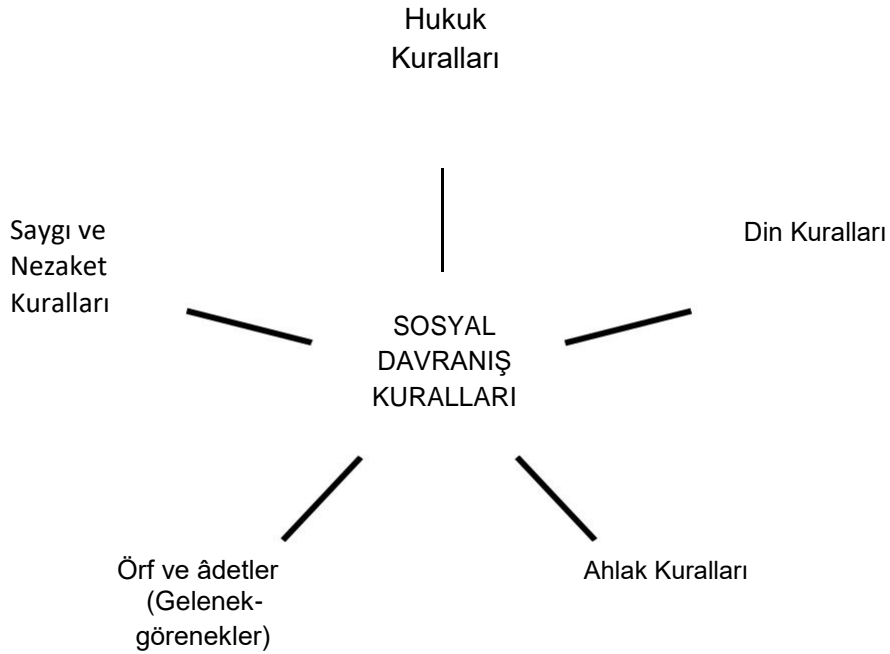 Hukuk
Kuralları
Saygı ve
Nezaket
Kuralları
Din Kuralları
SOSYAL
DAVRANIŞ
KURALLARI
Örf ve âdetler
(Gelenek-
görenekler)
Ahlak Kuralları